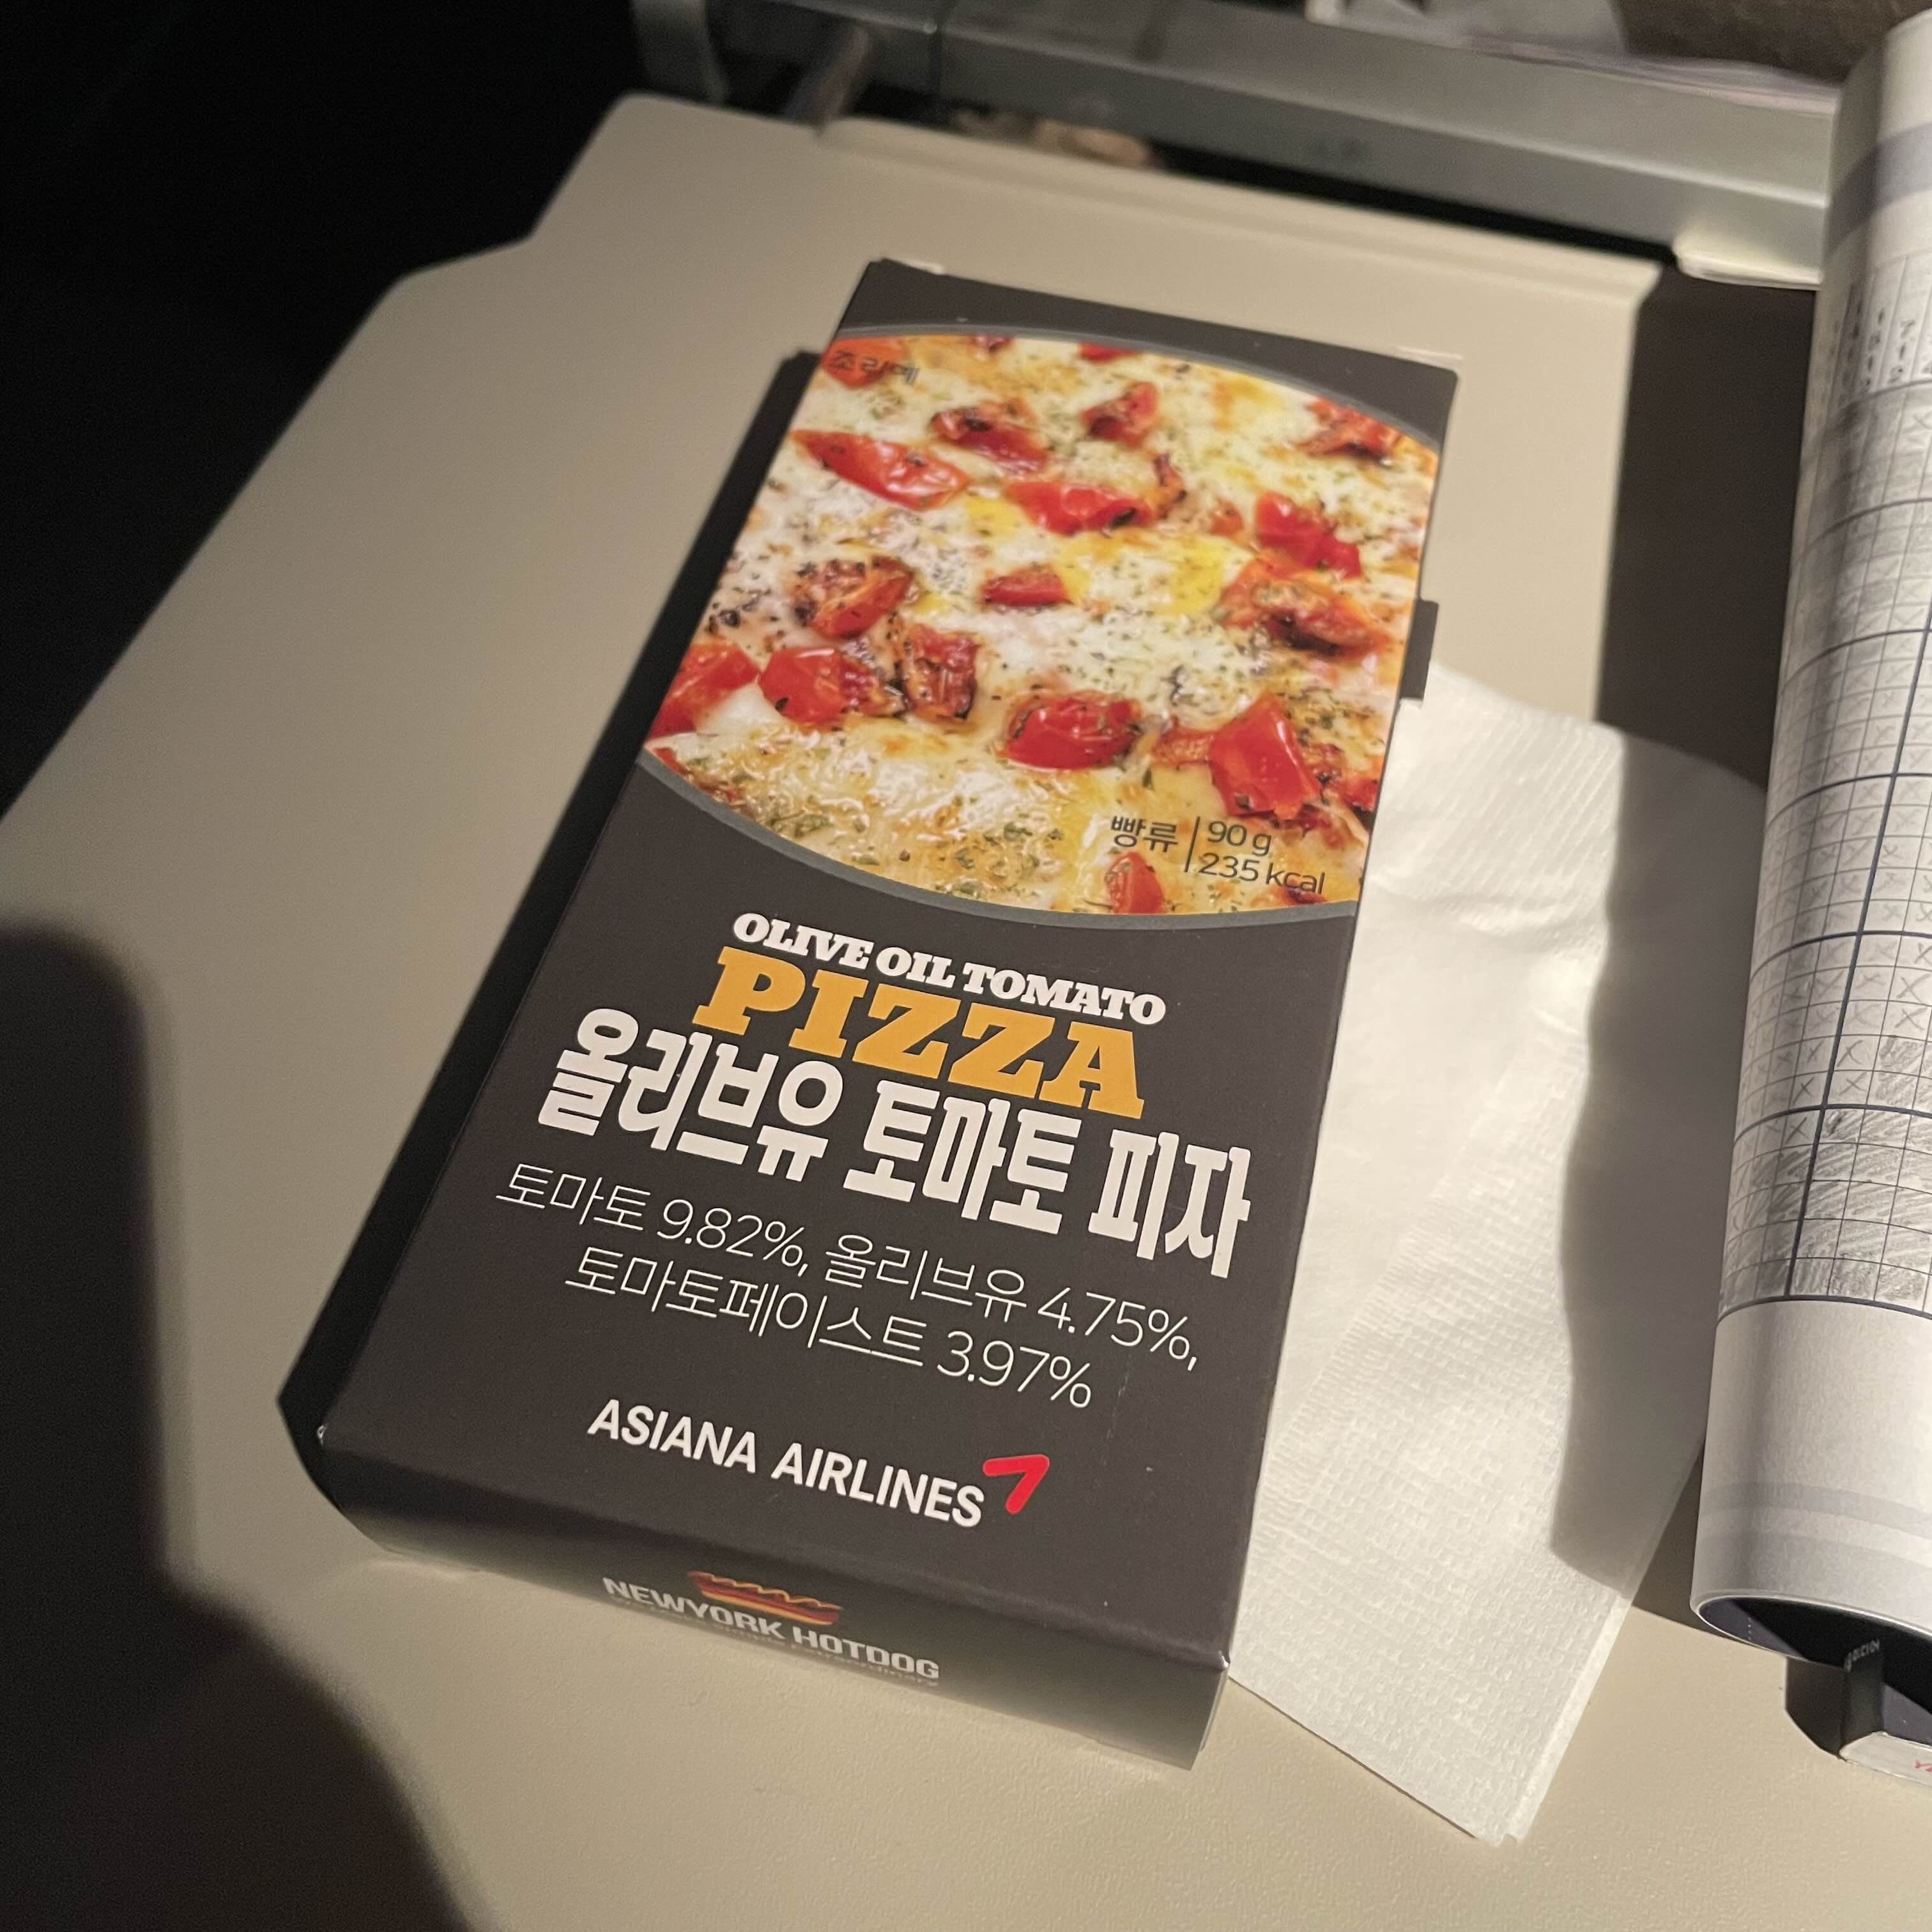 조리예
빵류
90 g
235 kcal
OLIVE OIL TOMATO
PIZZA
올리브유 토마토 피자
토마토 9.82%, 올리브유 4.75%,
토마토페이스트 3.97%
ASIANA AIRLINES
NEWYORK HOTDOG